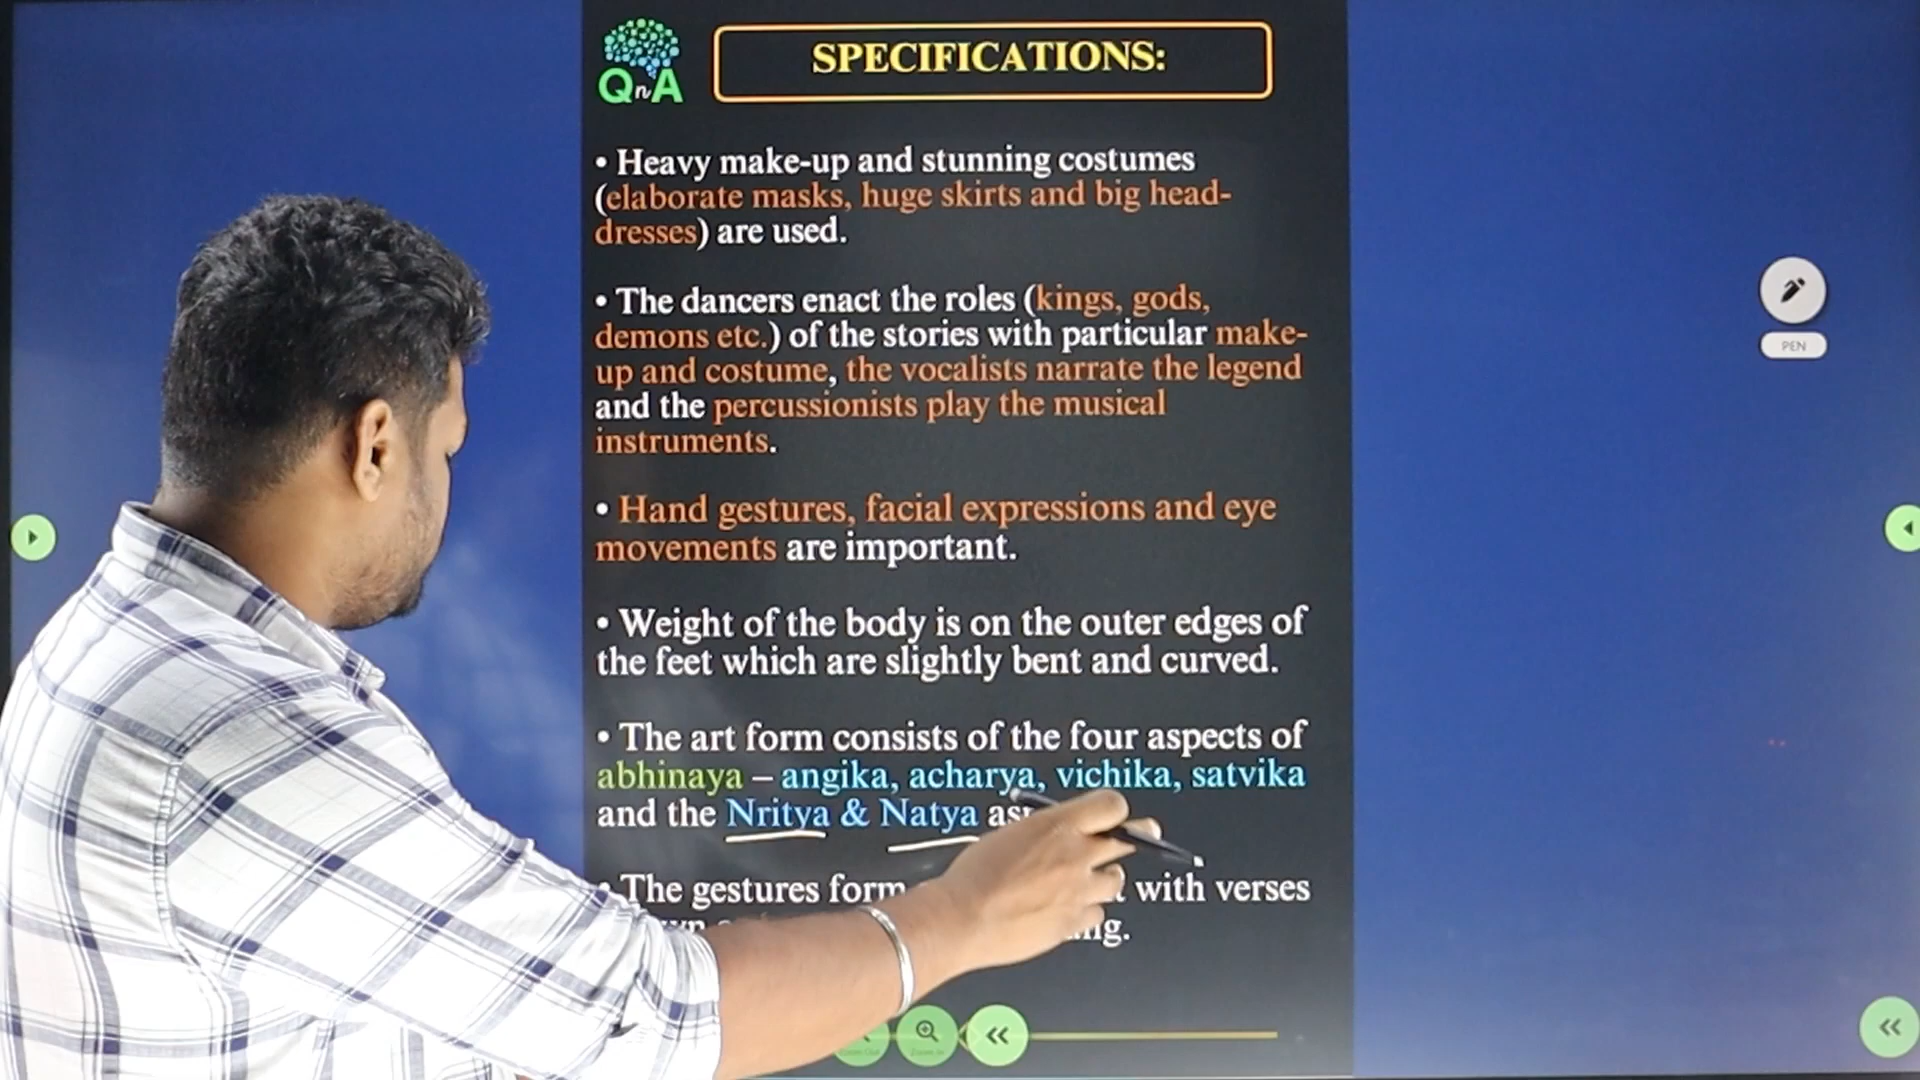 QnA
SPECIFICATIONS:
• Heavy make-up and stunning costumes
(elaborate masks, huge skirts and big head-
dresses) are used.
• The dancers enact the roles (kings, gods,
demons etc.) of the stories with particular make-
up and costume, the vocalists narrate the legend
and the percussionists play the musical
instruments.
• Hand gestures, facial expressions and eye
movements are important.
• Weight of the body is on the outer edges of
the feet which are slightly bent and curved.
• The art form consists of the four aspects of
abhinaya – angika, acharya, vichika, satvika
and the Nritya & Natya
• The gestures form with verses
PEN